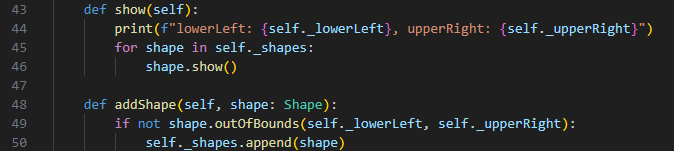 43 def show(self):
44 print(f"lowerLeft: {self._lowerLeft}, upperRight: {self._upperRight}")
45 for shape in self._shapes:
46 shape.show()
47
48 def addShape(self, shape: Shape):
49 if not shape.outOfBounds(self._lowerLeft, self._upperRight):
50 self._shapes.append(shape)